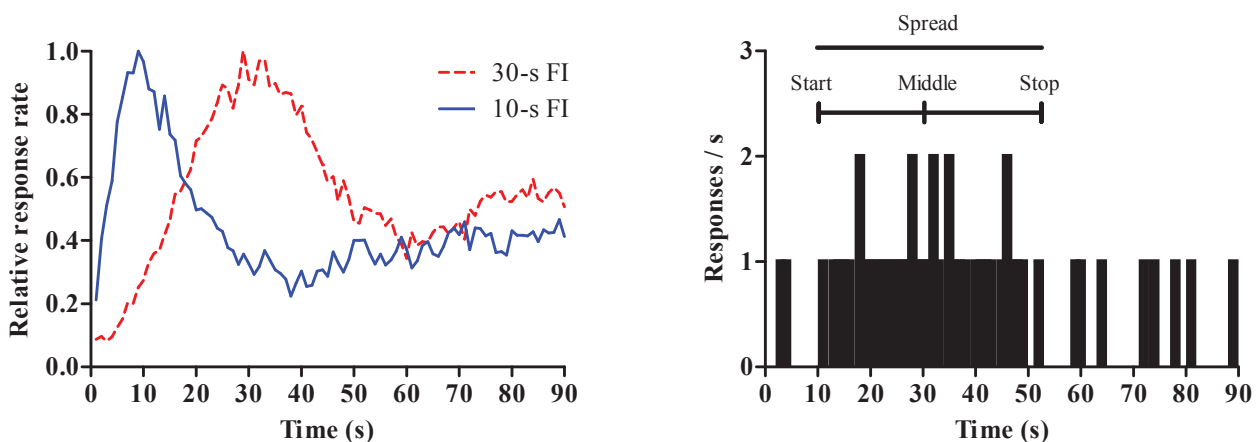 1.0
0.8
0.6
0.4
0.2
0.0
Relative response rate
30-s FI
10-s FI
0 10 20 30 40 50 60 70 80 90
Time (s)
Spread
Start Middle Stop
3
2
1
0
Responses / s
0 10 20 30 40 50 60 70 80 90
Time (s)